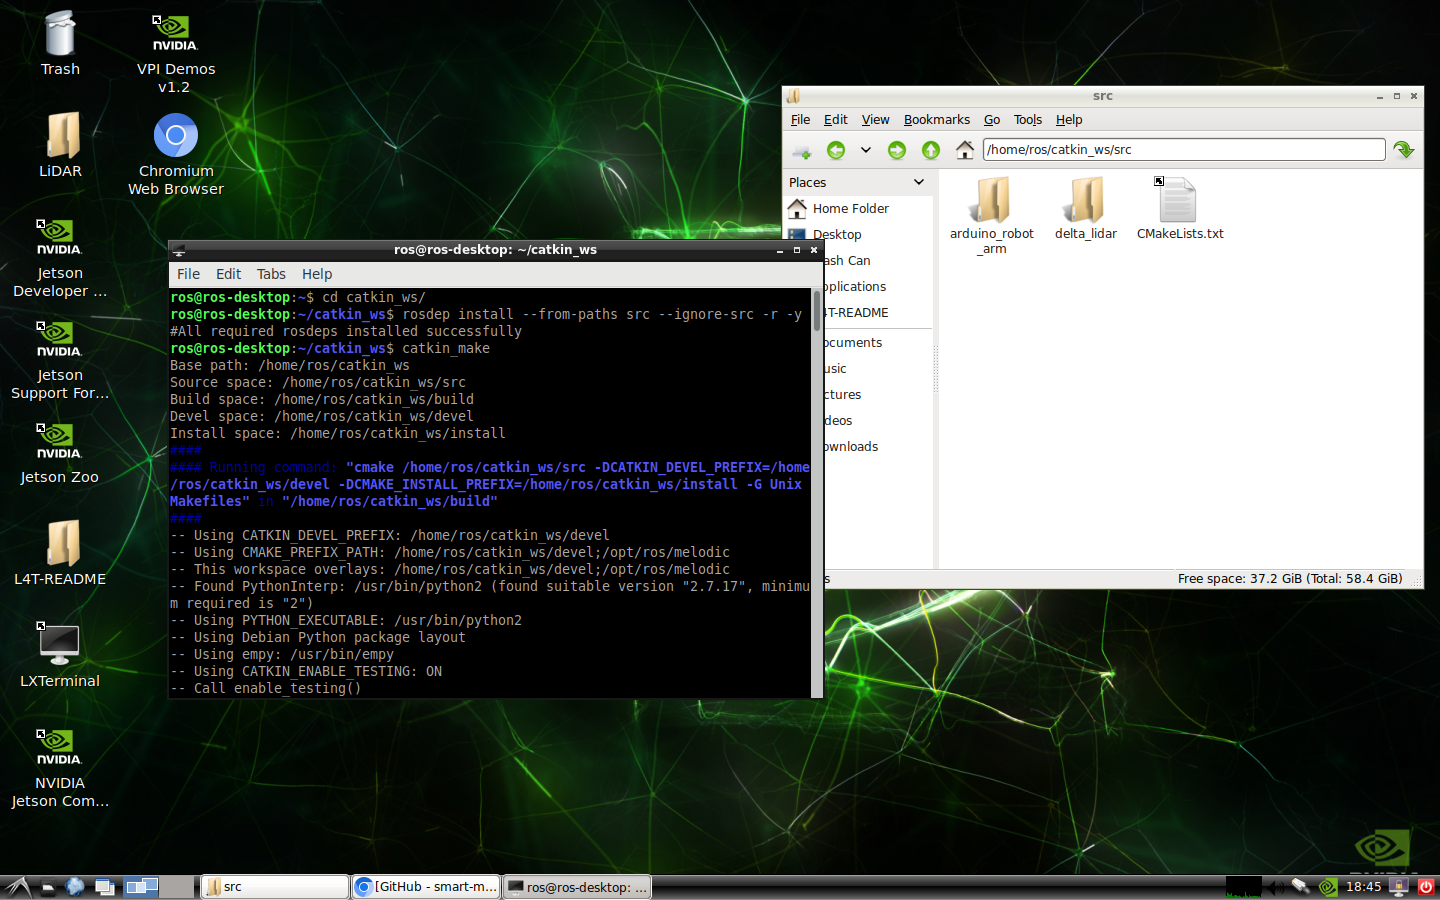 Trash
NVIDIA.
VPI Demos
v1.2
LiDAR
Chromium
Web Browser
NVIDIA.
Jetson
Developer ...
NVIDIA.
Jetson
Support For...
NVIDIA.
Jetson Zoo
L4T-README
LXTerminal
NVIDIA.
NVIDIA
Jetson Com...
src
File Edit View Bookmarks Go Tools Help
/home/ros/catkin_ws/src
Places
Home Folder
Desktop
ash Can
pplications
4T-README
ocuments
usic
ctures
deos
ownloads
arduino_robot
_arm
delta_lidar
CMakeLists.txt
s
Free space: 37.2 GiB (Total: 58.4 GiB)
ros@ros-desktop: ~/catkin_ws
File Edit Tabs Help
ros@ros-desktop:~$ cd catkin_ws/
ros@ros-desktop:~/catkin_ws$ rosdep install --from-paths src --ignore-src -r -y
#All required rosdeps installed successfully
ros@ros-desktop:~/catkin_ws$ catkin_make
Base path: /home/ros/catkin_ws
Source space: /home/ros/catkin_ws/src
Build space: /home/ros/catkin_ws/build
Devel space: /home/ros/catkin_ws/devel
Install space: /home/ros/catkin_ws/install
####
#### Running command: "cmake /home/ros/catkin_ws/src -DCATKIN_DEVEL_PREFIX=/home
/ros/catkin_ws/devel -DCMAKE_INSTALL_PREFIX=/home/ros/catkin_ws/install -G Unix
Makefiles" in "/home/ros/catkin_ws/build"
####
-- Using CATKIN_DEVEL_PREFIX: /home/ros/catkin_ws/devel
-- Using CMAKE_PREFIX_PATH: /home/ros/catkin_ws/devel;/opt/ros/melodic
-- This workspace overlays: /home/ros/catkin_ws/devel;/opt/ros/melodic
-- Found PythonInterp: /usr/bin/python2 (found suitable version "2.7.17", minimu
m required is "2")
-- Using PYTHON_EXECUTABLE: /usr/bin/python2
-- Using Debian Python package layout
-- Using empy: /usr/bin/empy
-- Using CATKIN_ENABLE_TESTING: ON
-- Call enable_testing()
src
[GitHub - smart-m...
ros@ros-desktop: ...
18:45